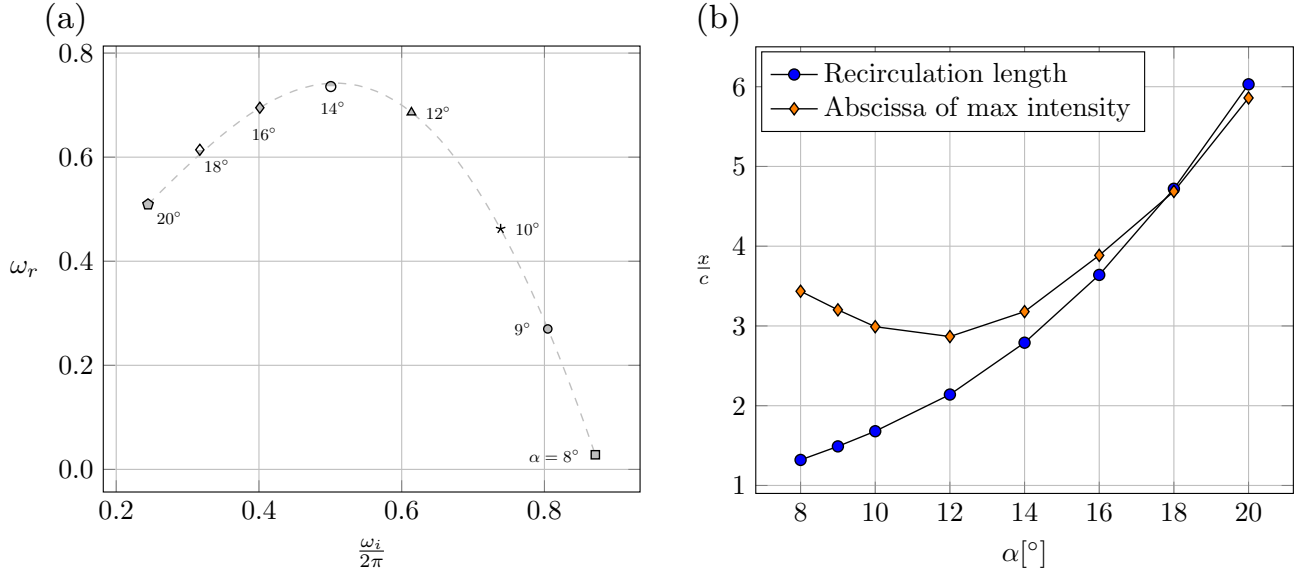 (a)
0.8
0.6
0.4
0.2
0.0
ω_r
0.2 0.4 0.6 0.8
ω_i/2π
20°
18°
16°
14°
12°
10°
9°
α = 8°
(b)
Recirculation length
Abscissa of max intensity
6
5
4
3
2
1
x/c
8 10 12 14 16 18 20
α[°]